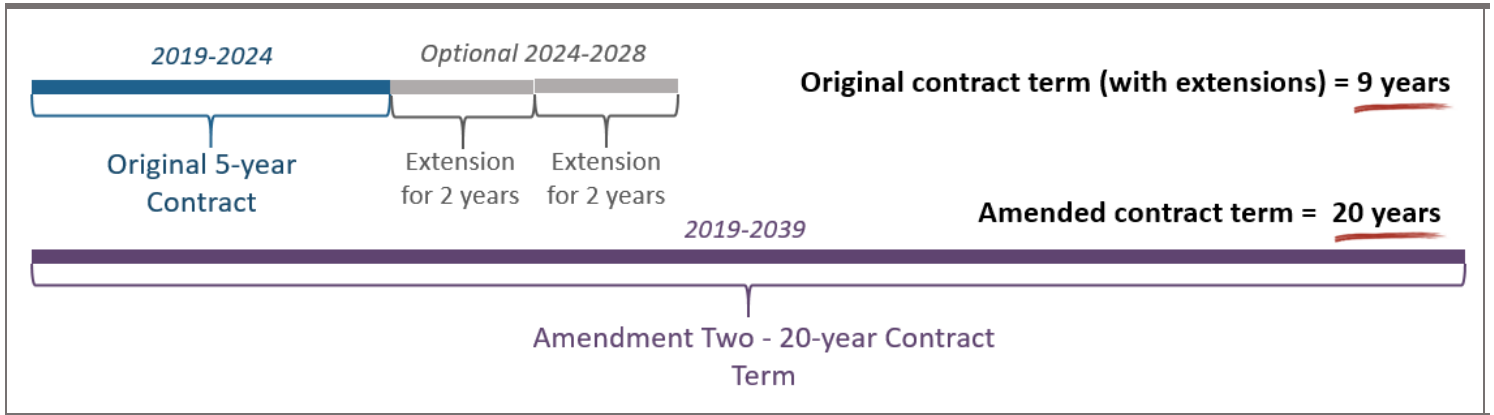 2019-2024
Optional 2024-2028
Original contract term (with extensions) = 9 years
Original 5-year
Contract
Extension
for 2 years
Extension
for 2 years
Amended contract term = 20 years
2019-2039
Amendment Two - 20-year Contract
Term